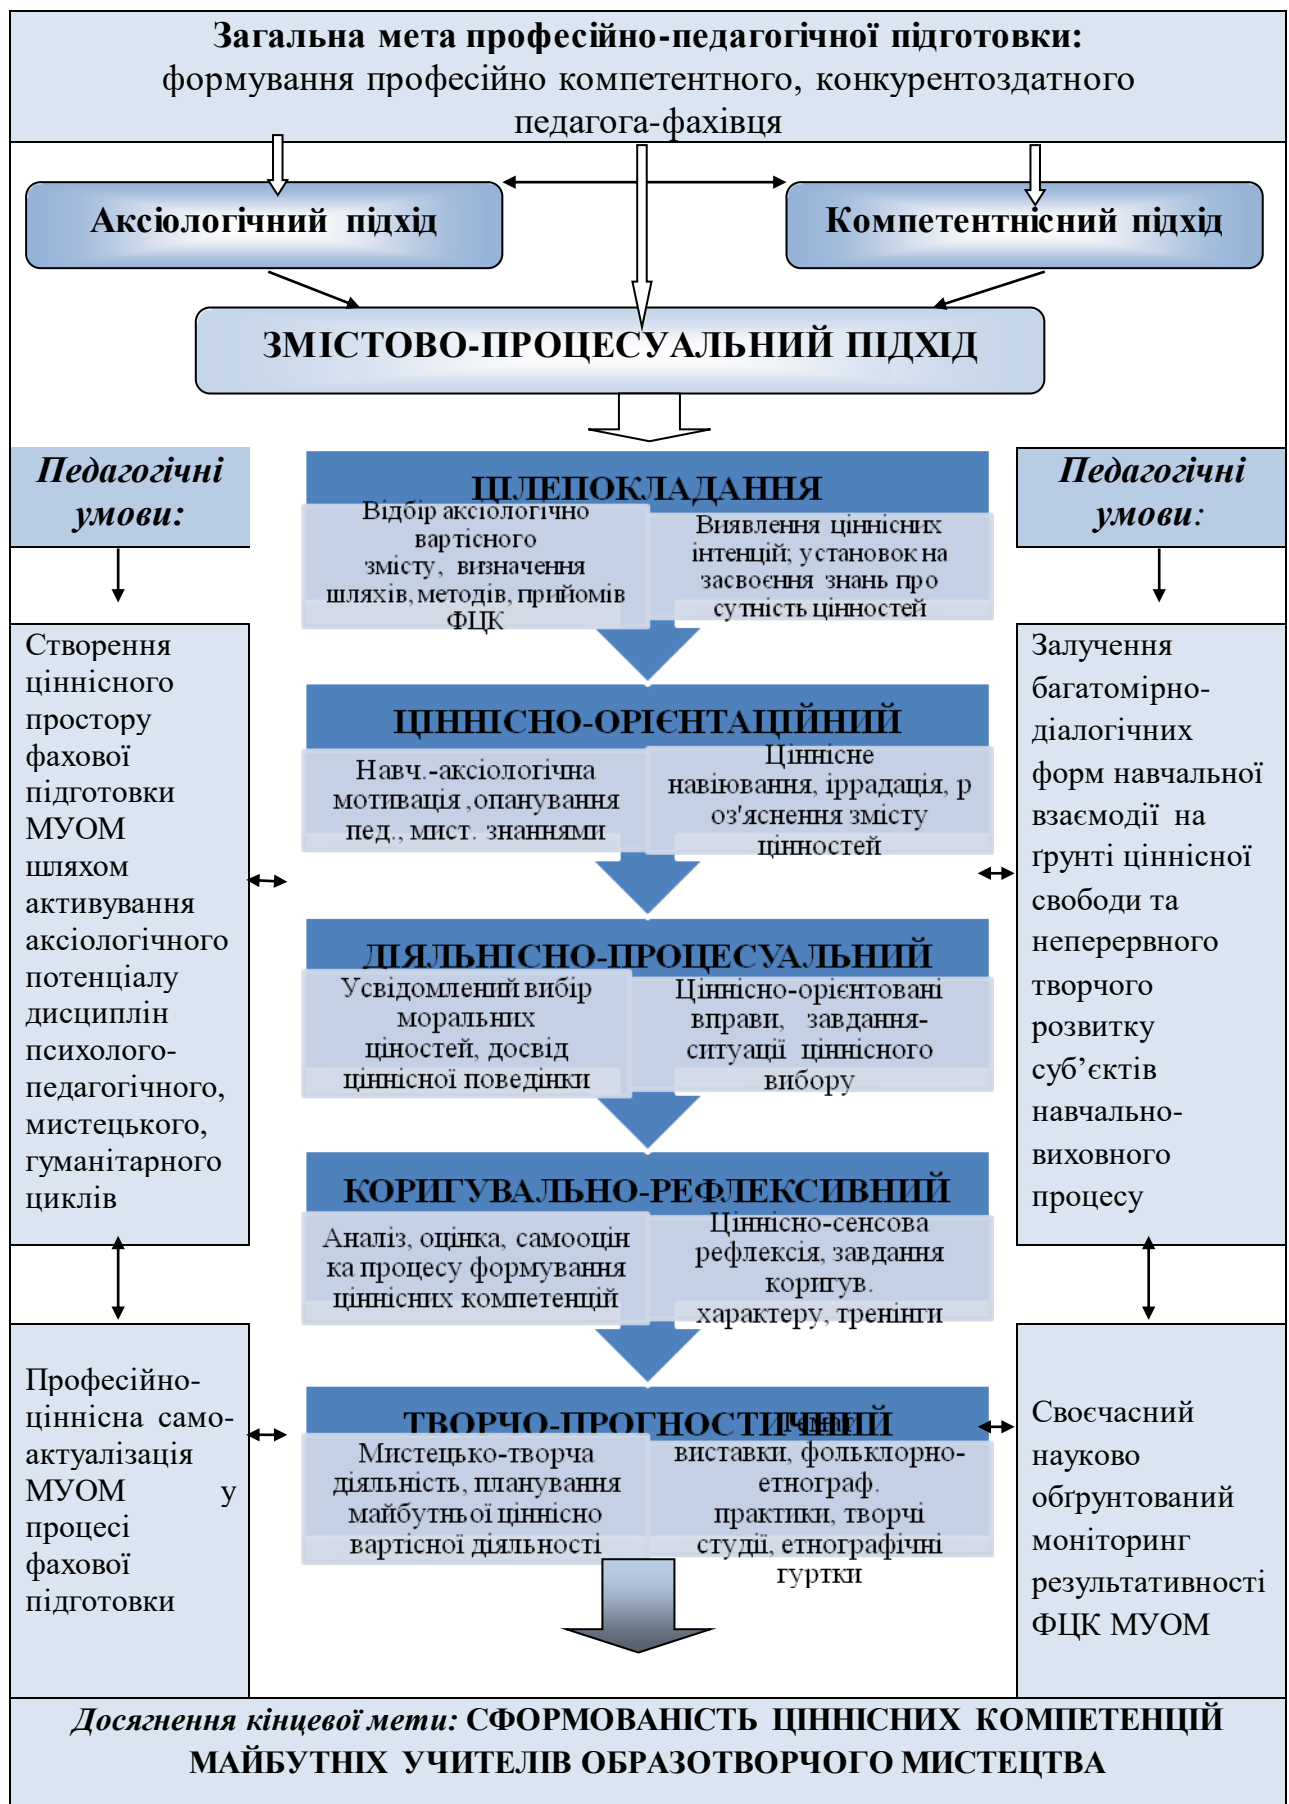 Загальна мета професійно-педагогічної підготовки:
формування професійно компетентного, конкурентоздатного
педагога-фахівця
Аксіологічний підхід
Компетентнісний підхід
ЗМІСТОВО-ПРОЦЕСУАЛЬНИЙ ПІДХІД
Педагогічні
умови:
Створення
ціннісного
простору
фахової
підготовки
МУОМ
шляхом
активування
аксіологічного
потенціалу
дисциплін
психолого-
педагогічного,
мистецького,
гуманітарного
циклів
Професійно-
ціннісна само-
актуалізація
МУОМ у
процесі
фахової
підготовки
ЦІЛЕПОКЛАДАННЯ
Відбір аксіологічно
вартісного
змісту, визначення
шляхів, методів, прийомів
ФЦК
Виявлення ціннісних
інтенцій; установок на
засвоєння знань про
сутність цінностей
ЦІННІСНО-ОРІЄНТАЦІЙНИЙ
Навч.-аксіологічна
мотивація ,опанування
пед., мист. знаннями
Ціннісне
навіювання, іррадація, р
оз'яснення змісту
цінностей
ДІЯЛЬНІСНО-ПРОЦЕСУАЛЬНИЙ
Усвідомлений вибір
моральних
ціностей, досвід
ціннісної поведінки
Ціннісно-орієнтовані
вправи, завдання-
ситуації ціннісного
вибору
КОРИГУВАЛЬНО-РЕФЛЕКСИВНИЙ
Аналіз, оцінка, самооцін
ка процесу формування
ціннісних компетенцій
Ціннісно-сенсова
рефлексія, завдання
коригув.
характеру, тренінги
ТВОРЧО-ПРОГНОСТИЧНИЙ
Мистецько-творча
діяльність, планування
майбутньої ціннісно
вартісної діяльності
виставки, фольклорно-
етнограф.
практики, творчі
студії, етнографічні
гуртки
Педагогічні
умови:
Залучення
багатомірно-
діалогічних
форм навчальної
взаємодії на
ґрунті ціннісної
свободи та
неперервного
творчого
розвитку
суб’єктів
навчально-
виховного
процесу
Своєчасний
науково
обґрунтований
моніторинг
результативності
ФЦК МУОМ
Досягнення кінцевої мети: СФОРМОВАНІСТЬ ЦІННІСНИХ КОМПЕТЕНЦІЙ
МАЙБУТНІХ УЧИТЕЛІВ ОБРАЗОТВОРЧОГО МИСТЕЦТВА